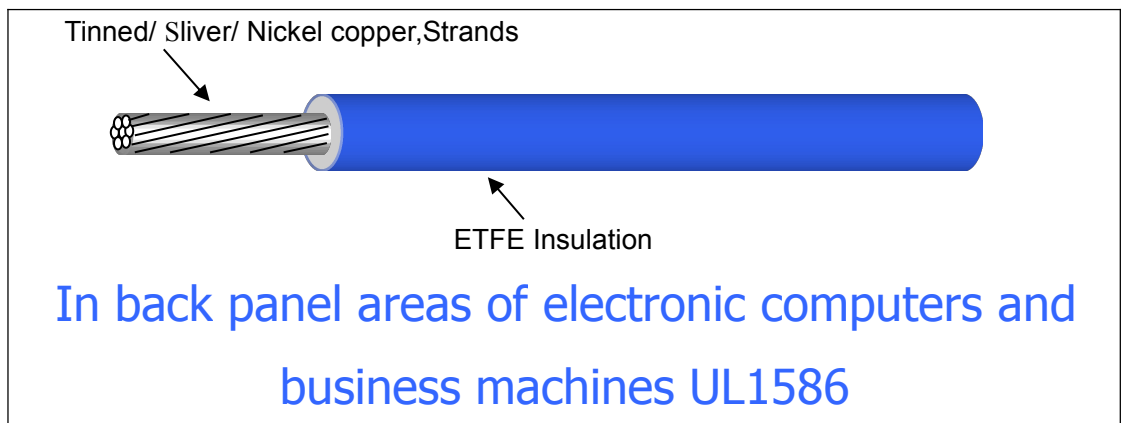 Tinned/ Sliver/ Nickel copper,Strands
ETFE Insulation
In back panel areas of electronic computers and
business machines UL1586